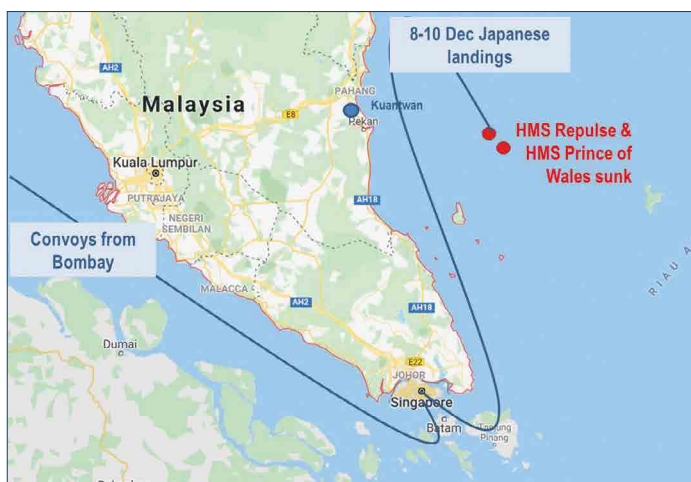 8-10 Dec Japanese
landings
AH2
PAHANG
Kuantwan
Malaysia
E8
Pekan
HMS Repulse &
HMS Prince of
Wales sunk
Kuala Lumpur
PUTRAJAYA
AH18
NEGERI
SEMBILAN
Convoys from
Bombay
RIAU A
MALACCA
AH2
AH18
Dumai
E22
JOHOR
Singapore
Batam
Tanjung
Pinang